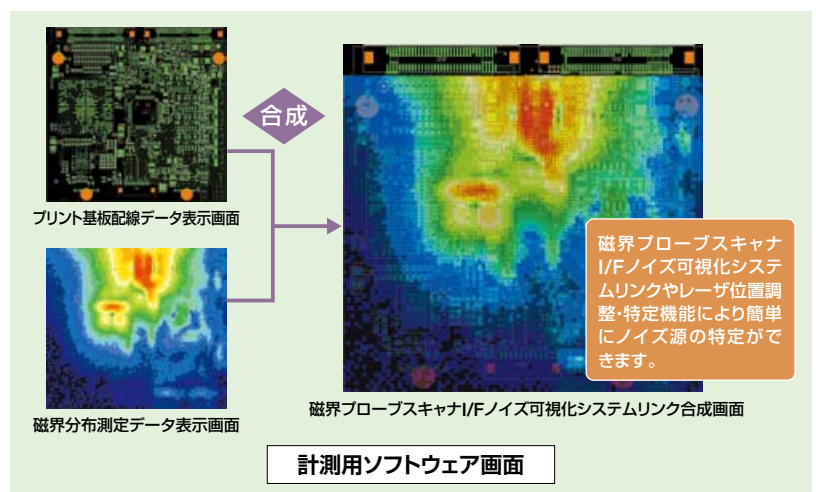 合成
プリント基板配線データ表示画面
磁界分布測定データ表示画面
磁界プローブスキャナ
I/Fノイズ可視化システ
ムリンクやレーザ位置調
整・特定機能により簡単
にノイズ源の特定がで
きます。
磁界プローブスキャナI/Fノイズ可視化システムリンク合成画面
計測用ソフトウェア画面